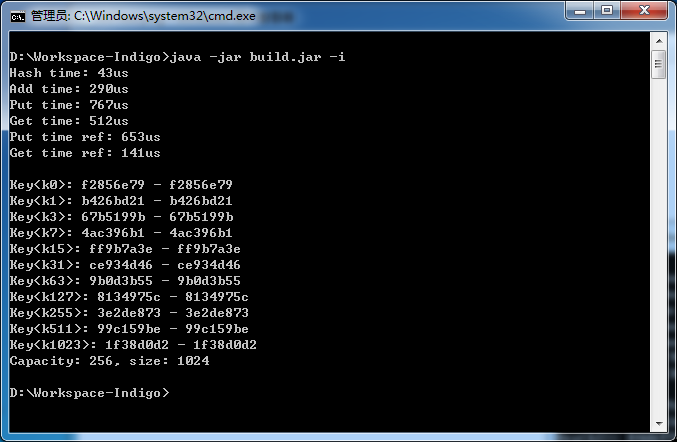 管理员: C:\Windows\system32\cmd.exe
D:\Workspace-Indigo>java -jar build.jar -i
Hash time: 43us
Add time: 290us
Put time: 767us
Get time: 512us
Put time ref: 653us
Get time ref: 141us
Key<k0>: f2856e79 - f2856e79
Key<k1>: b426bd21 - b426bd21
Key<k3>: 67b5199b - 67b5199b
Key<k7>: 4ac396b1 - 4ac396b1
Key<k15>: ff9b7a3e - ff9b7a3e
Key<k31>: ce934d46 - ce934d46
Key<k63>: 9b0d3b55 - 9b0d3b55
Key<k127>: 8134975c - 8134975c
Key<k255>: 3e2de873 - 3e2de873
Key<k511>: 99c159be - 99c159be
Key<k1023>: 1f38d0d2 - 1f38d0d2
Capacity: 256, size: 1024
D:\Workspace-Indigo>